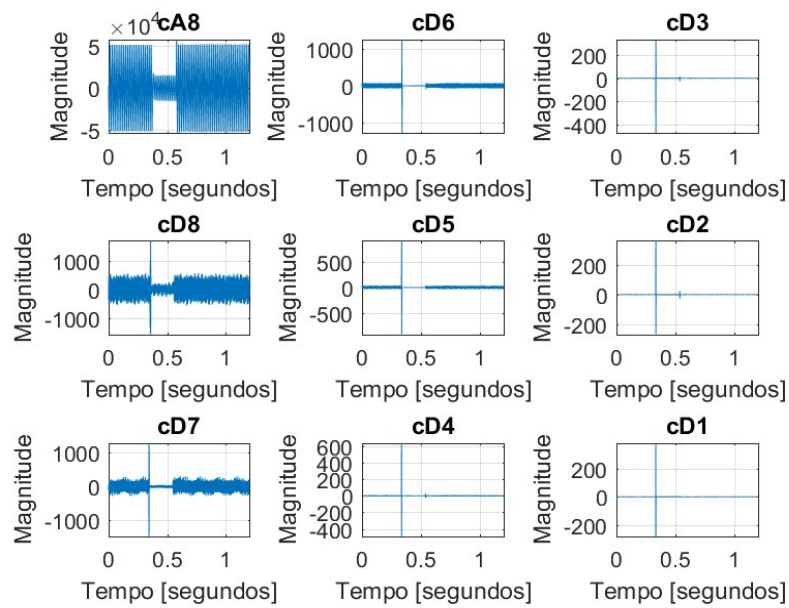 ×10⁴
cA8
Magnitude
5
0
-5
0 0.5 1
Tempo [segundos]
cD6
Magnitude
1000
0
-1000
0 0.5 1
Tempo [segundos]
cD3
Magnitude
200
0
-200
-400
0 0.5 1
Tempo [segundos]
cD8
Magnitude
1000
0
-1000
0 0.5 1
Tempo [segundos]
cD5
Magnitude
500
0
-500
0 0.5 1
Tempo [segundos]
cD2
Magnitude
200
0
-200
0 0.5 1
Tempo [segundos]
cD7
Magnitude
1000
0
-1000
0 0.5 1
Tempo [segundos]
cD4
Magnitude
600
400
200
0
-200
-400
0 0.5 1
Tempo [segundos]
cD1
Magnitude
200
0
-200
0 0.5 1
Tempo [segundos]